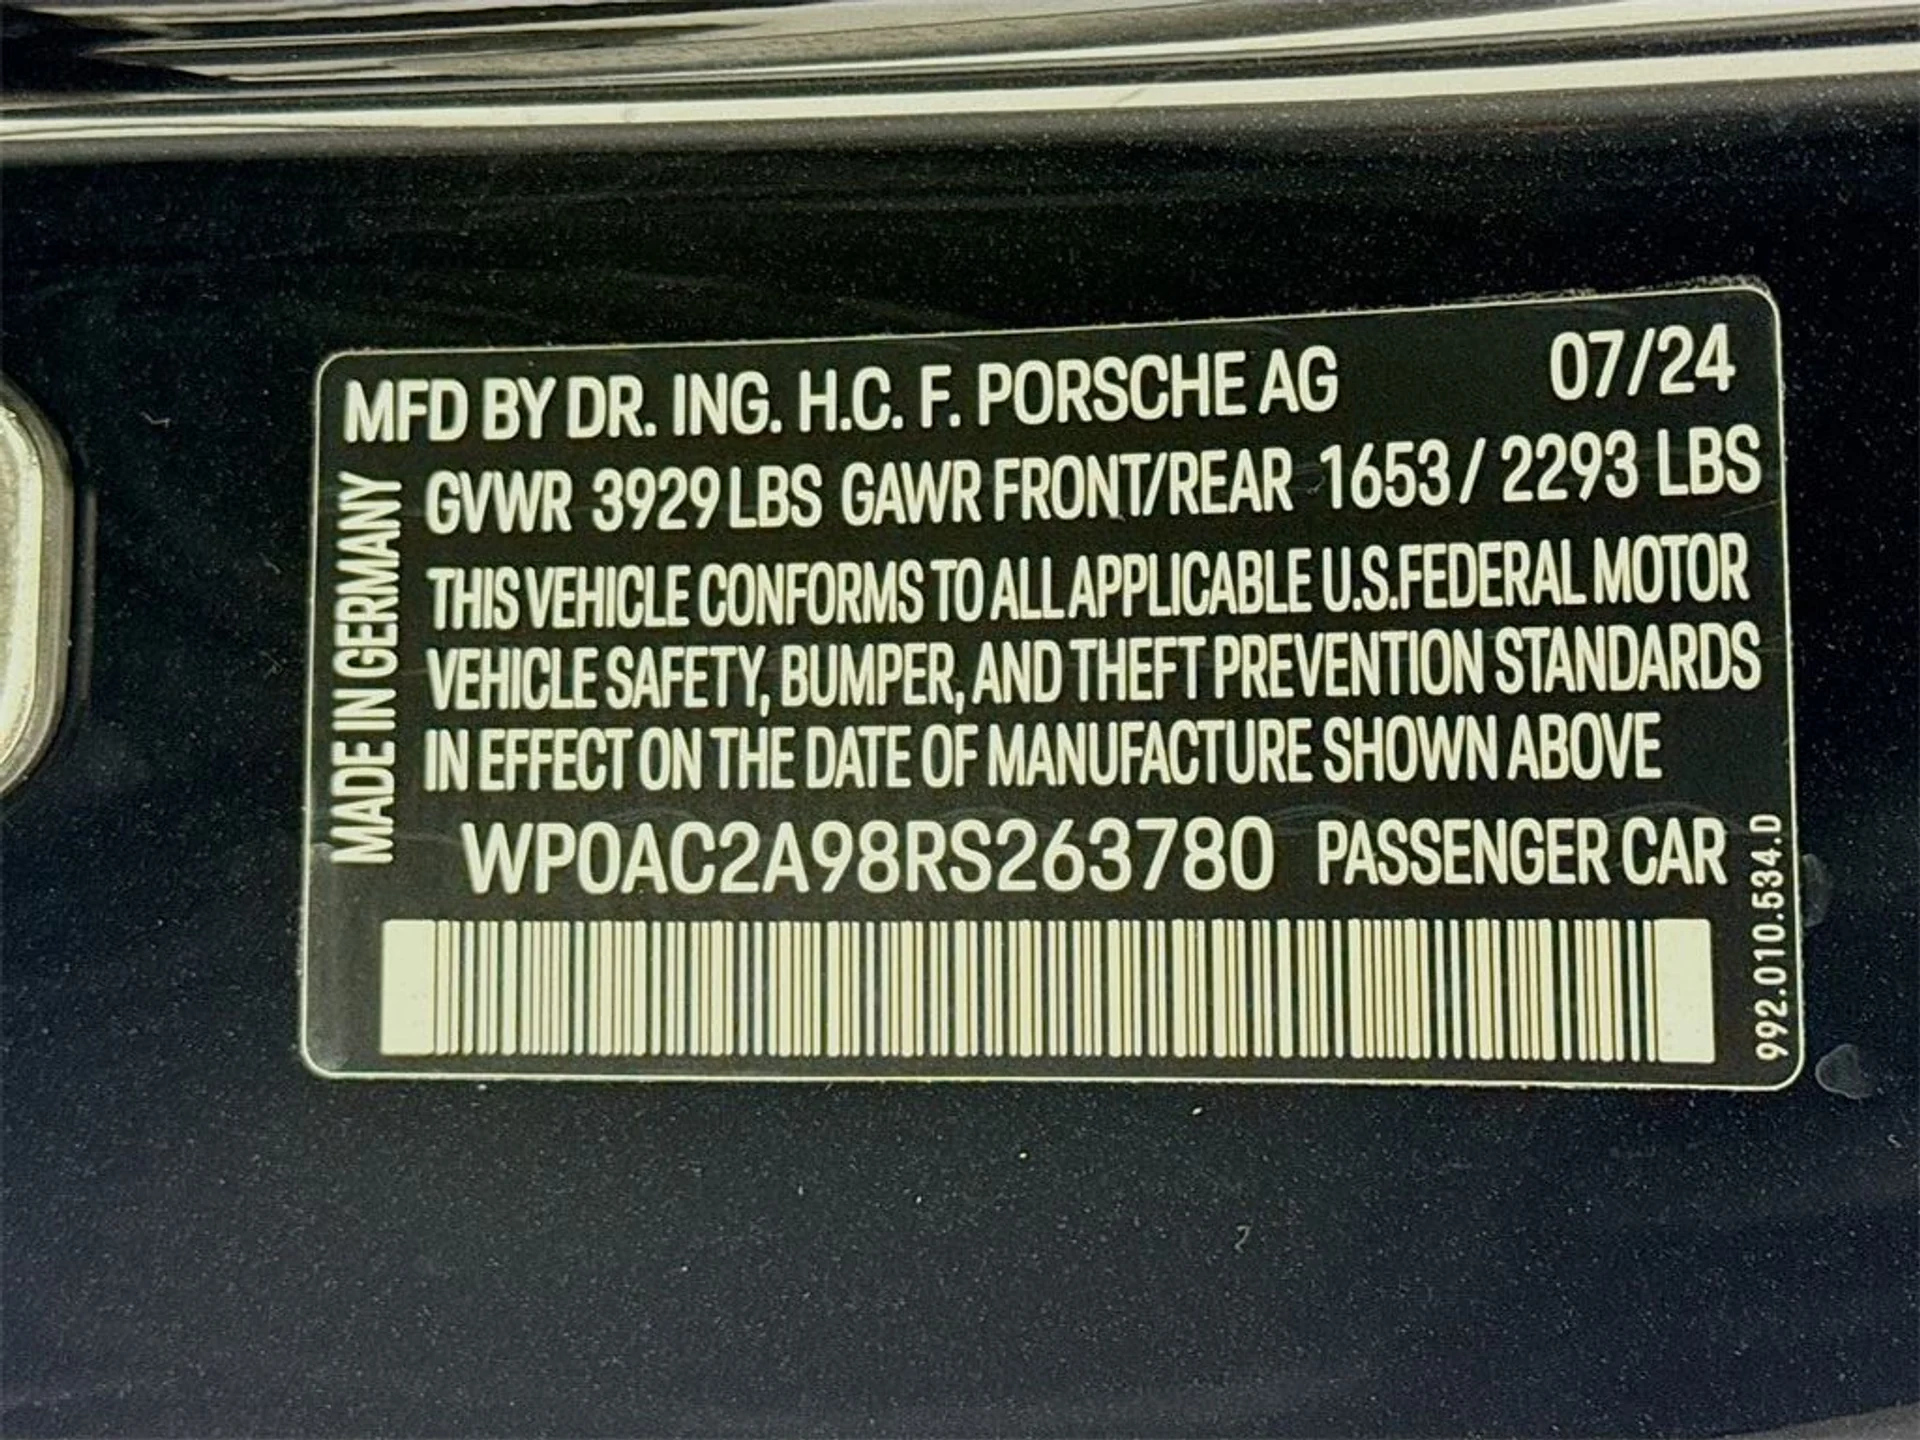 MFD BY DR. ING. H.C. F. PORSCHE AG 07/24
GVWR 3929 LBS GAWR FRONT/REAR 1653 / 2293 LBS
THIS VEHICLE CONFORMS TO ALL APPLICABLE U.S.FEDERAL MOTOR
VEHICLE SAFETY, BUMPER, AND THEFT PREVENTION STANDARDS
IN EFFECT ON THE DATE OF MANUFACTURE SHOWN ABOVE
MADE IN GERMANY
WP0AC2A98RS263780 PASSENGER CAR
992.010.534.D